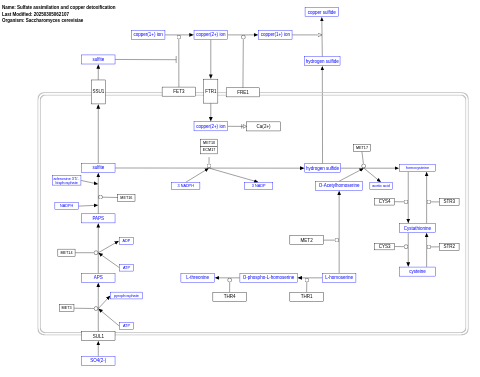 Name: Sulfate assimilation and copper detoxification
Last Modified: 20250305062107
Organism: Saccharomyces cerevisiae
copper sulfide
copper(1+) ion
copper(2+) ion
copper(1+) ion
sulfite
hydrogen sulfide
SSU1
FET3
FTR1
FRE1
copper(2+) ion
Ca(2+)
MET10
ECM17
MET17
sulfite
hydrogen sulfide
homocysteine
3 NADPH
3 NADP
O-Acetylhomoserine
acetic acid
adenosine 3',5'-
bisphosphate
MET16
NADPH
CYS4
STR3
PAPS
Cystathionine
ADP
MET2
MET14
CYS3
STR2
ATP
cysteine
APS
L-threonine
O-phospho-L-homoserine
L-homoserine
pyrophosphate
THR4
THR1
MET3
ATP
SUL1
SO4(2-)